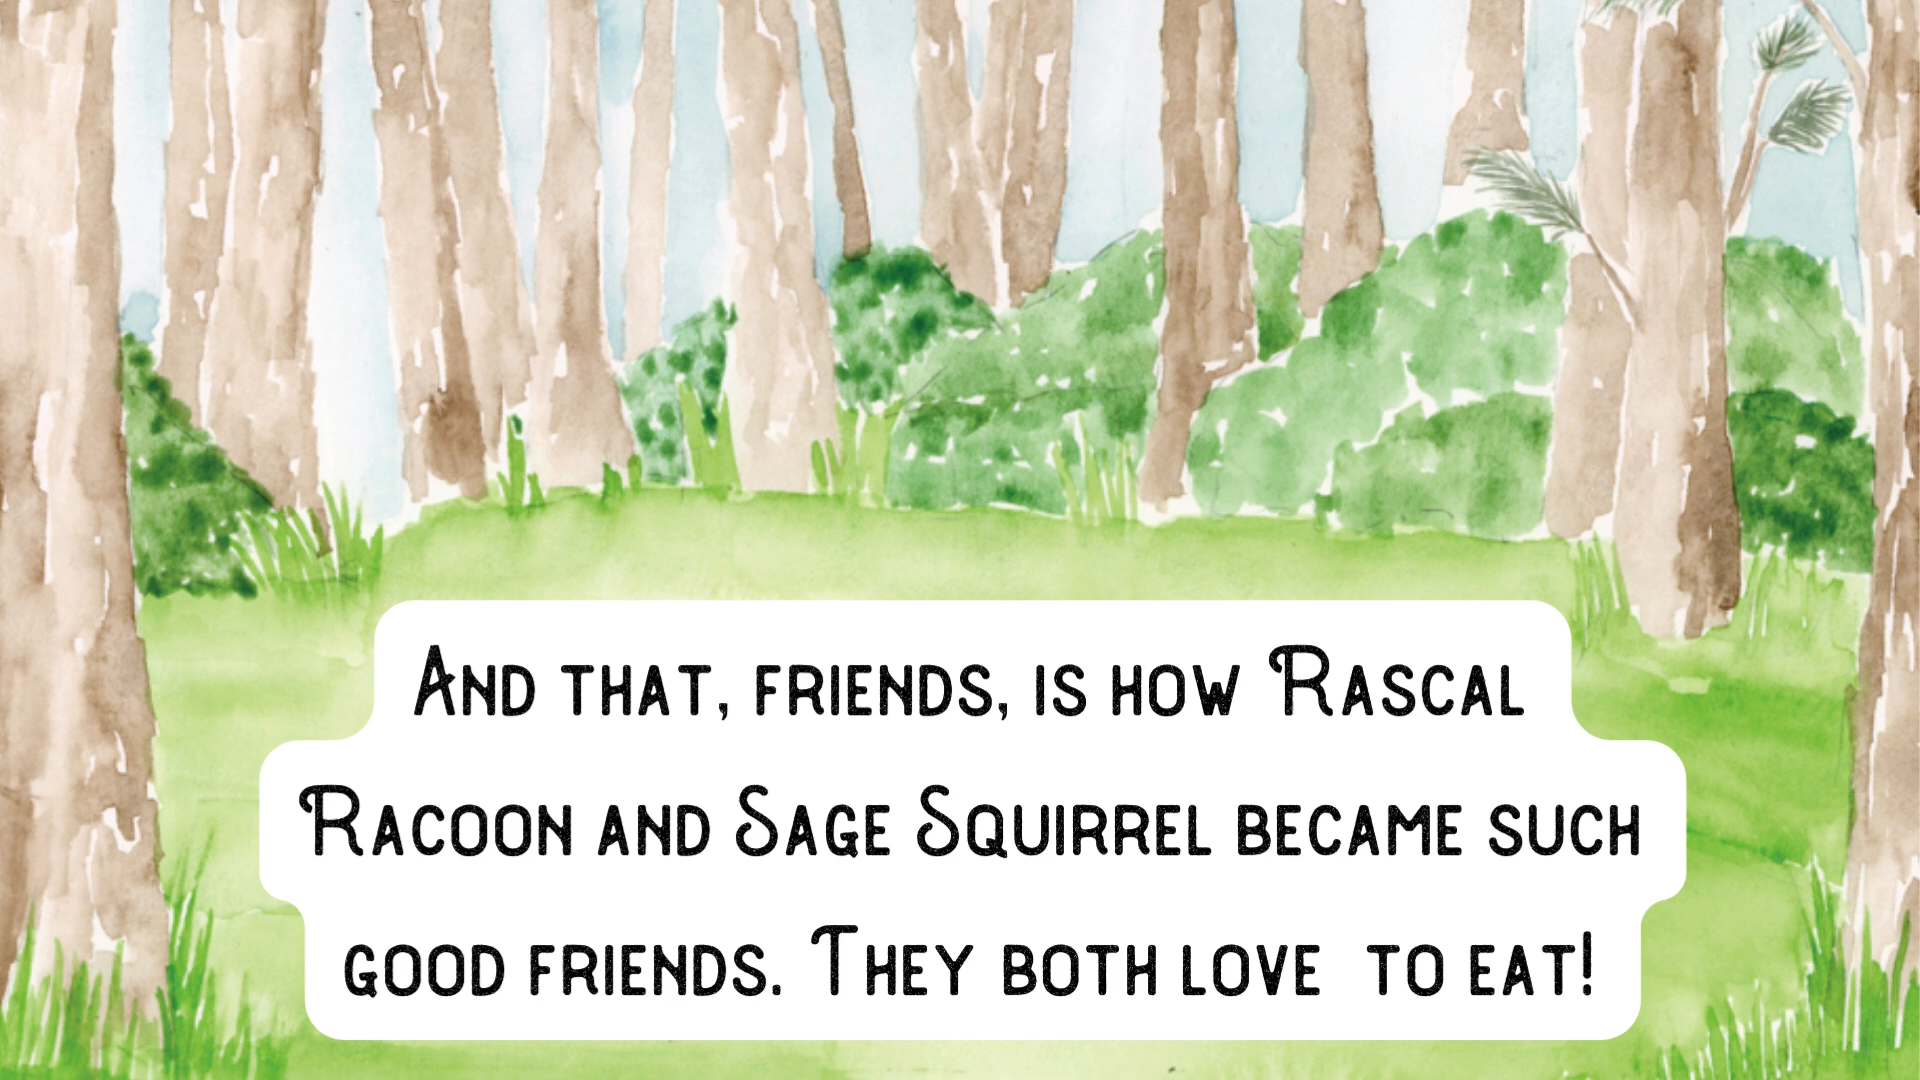 And that, friends, is how Rascal
Racoon and Sage Squirrel became such
good friends. They both love  to eat!